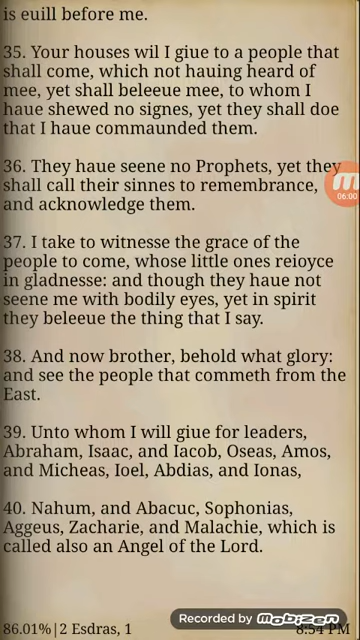 is euill before me.
35. Your houses wil I giue to a people that
shall come, which not hauing heard of
mee, yet shall beleeue mee, to whom I
haue shewed no signes, yet they shall doe
that I haue commaunded them.
36. They haue seene no Prophets, yet they
shall call their sinnes to remembrance,
and acknowledge them.
06:00
37. I take to witnesse the grace of the
people to come, whose little ones reioyce
in gladnesse: and though they haue not
seene me with bodily eyes, yet in spirit
they beleeue the thing that I say.
38. And now brother, behold what glory:
and see the people that commeth from the
East.
39. Unto whom I will giue for leaders,
Abraham, Isaac, and Iacob, Oseas, Amos,
and Micheas, Ioel, Abdias, and Ionas,
40. Nahum, and Abacuc, Sophonias,
Aggeus, Zacharie, and Malachie, which is
called also an Angel of the Lord.
Recorded by Mobizen
86.01%|2 Esdras, 1 8:54 PM